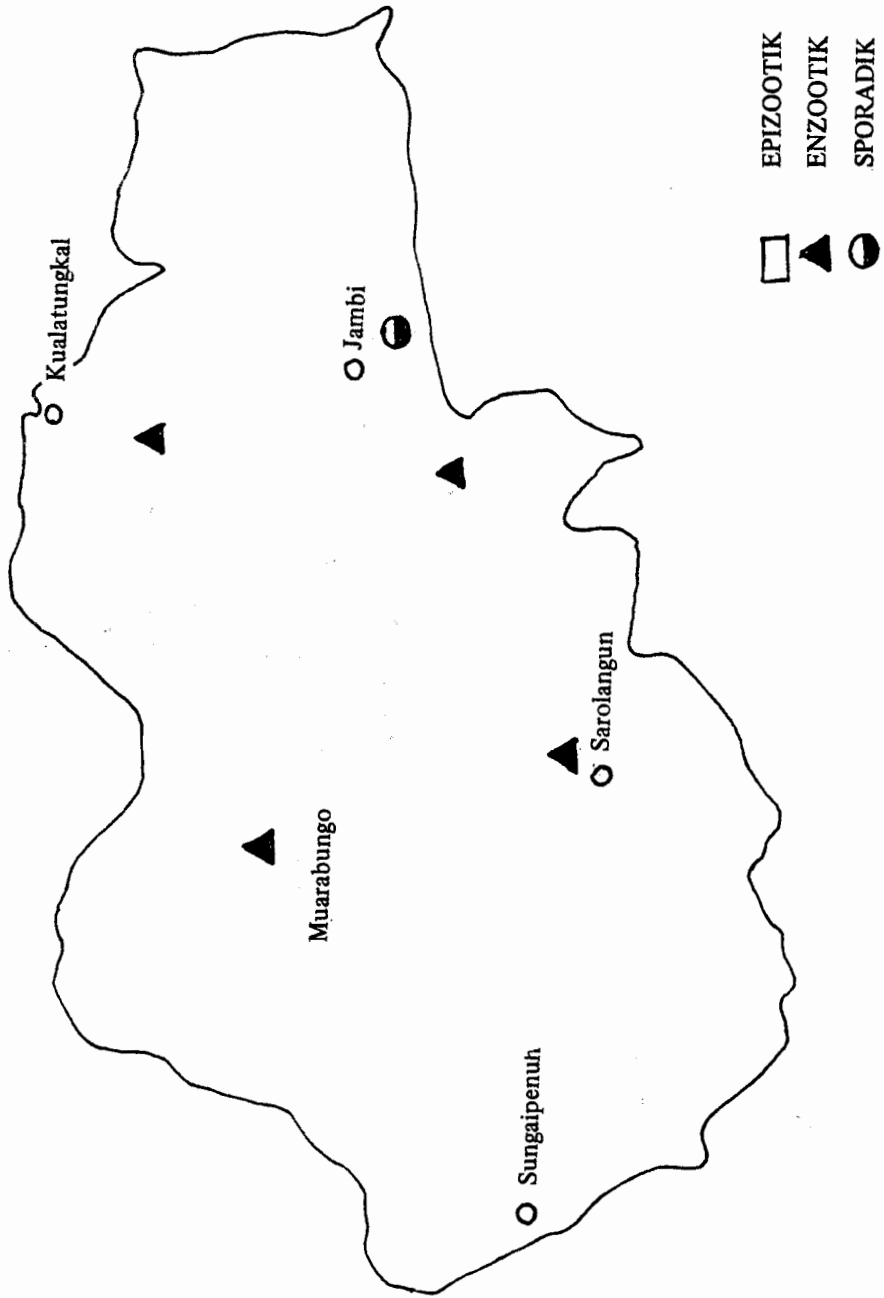 Kualatungkal
Jambi
Muarabungo
Sarolangun
Sungaipenuh
EPIZOOTIK
ENZOOTIK
SPORADIK